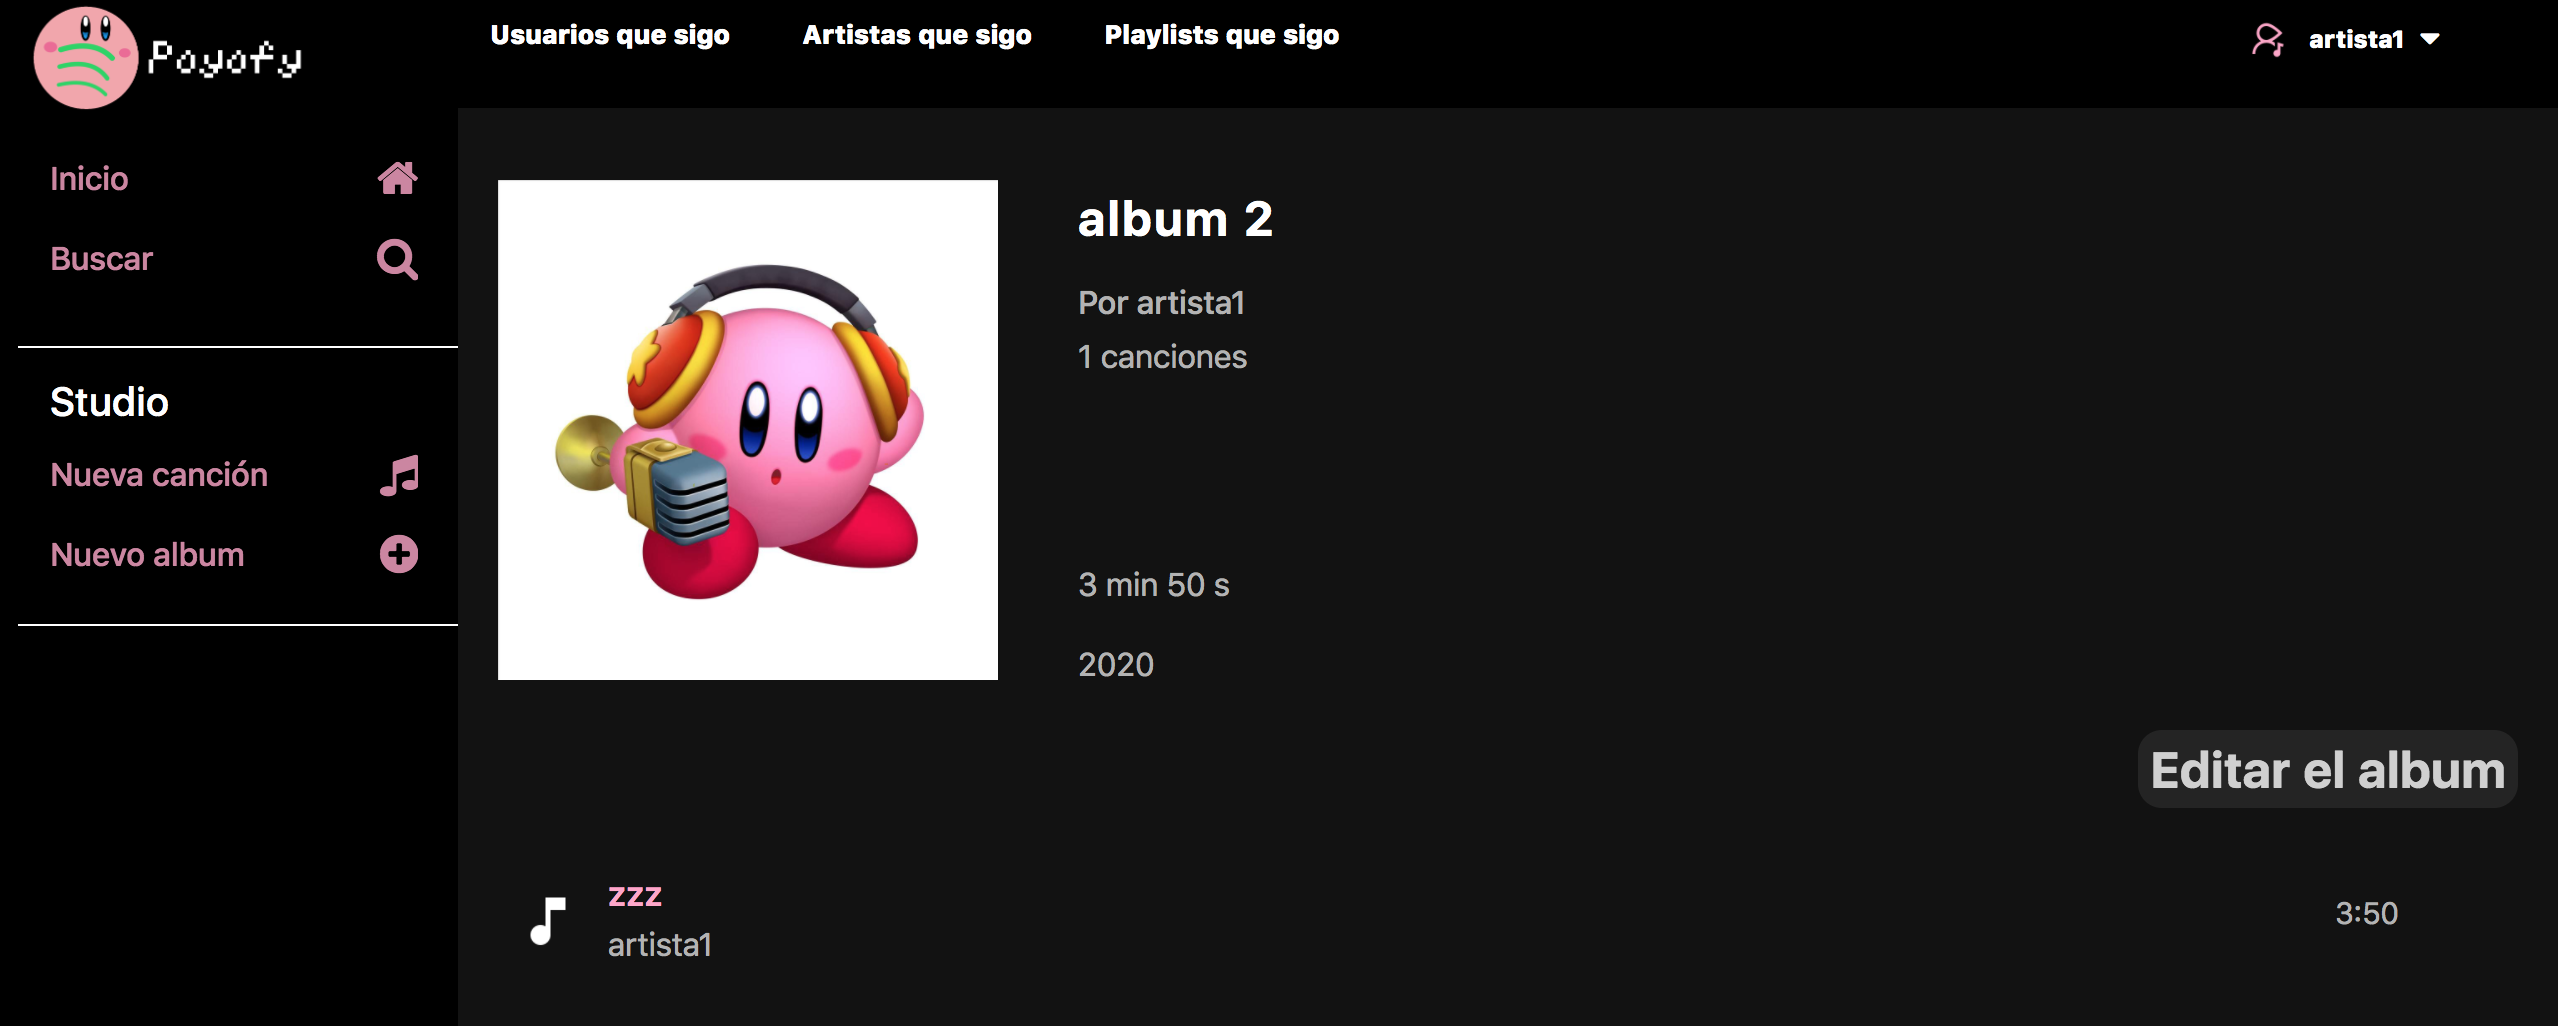 Poyofy
Usuarios que sigo
Artistas que sigo
Playlists que sigo
artista1
Inicio
Buscar
Studio
Nueva canción
Nuevo album
album 2
Por artista1
1 canciones
3 min 50 s
2020
Editar el album
zzz
artista1
3:50